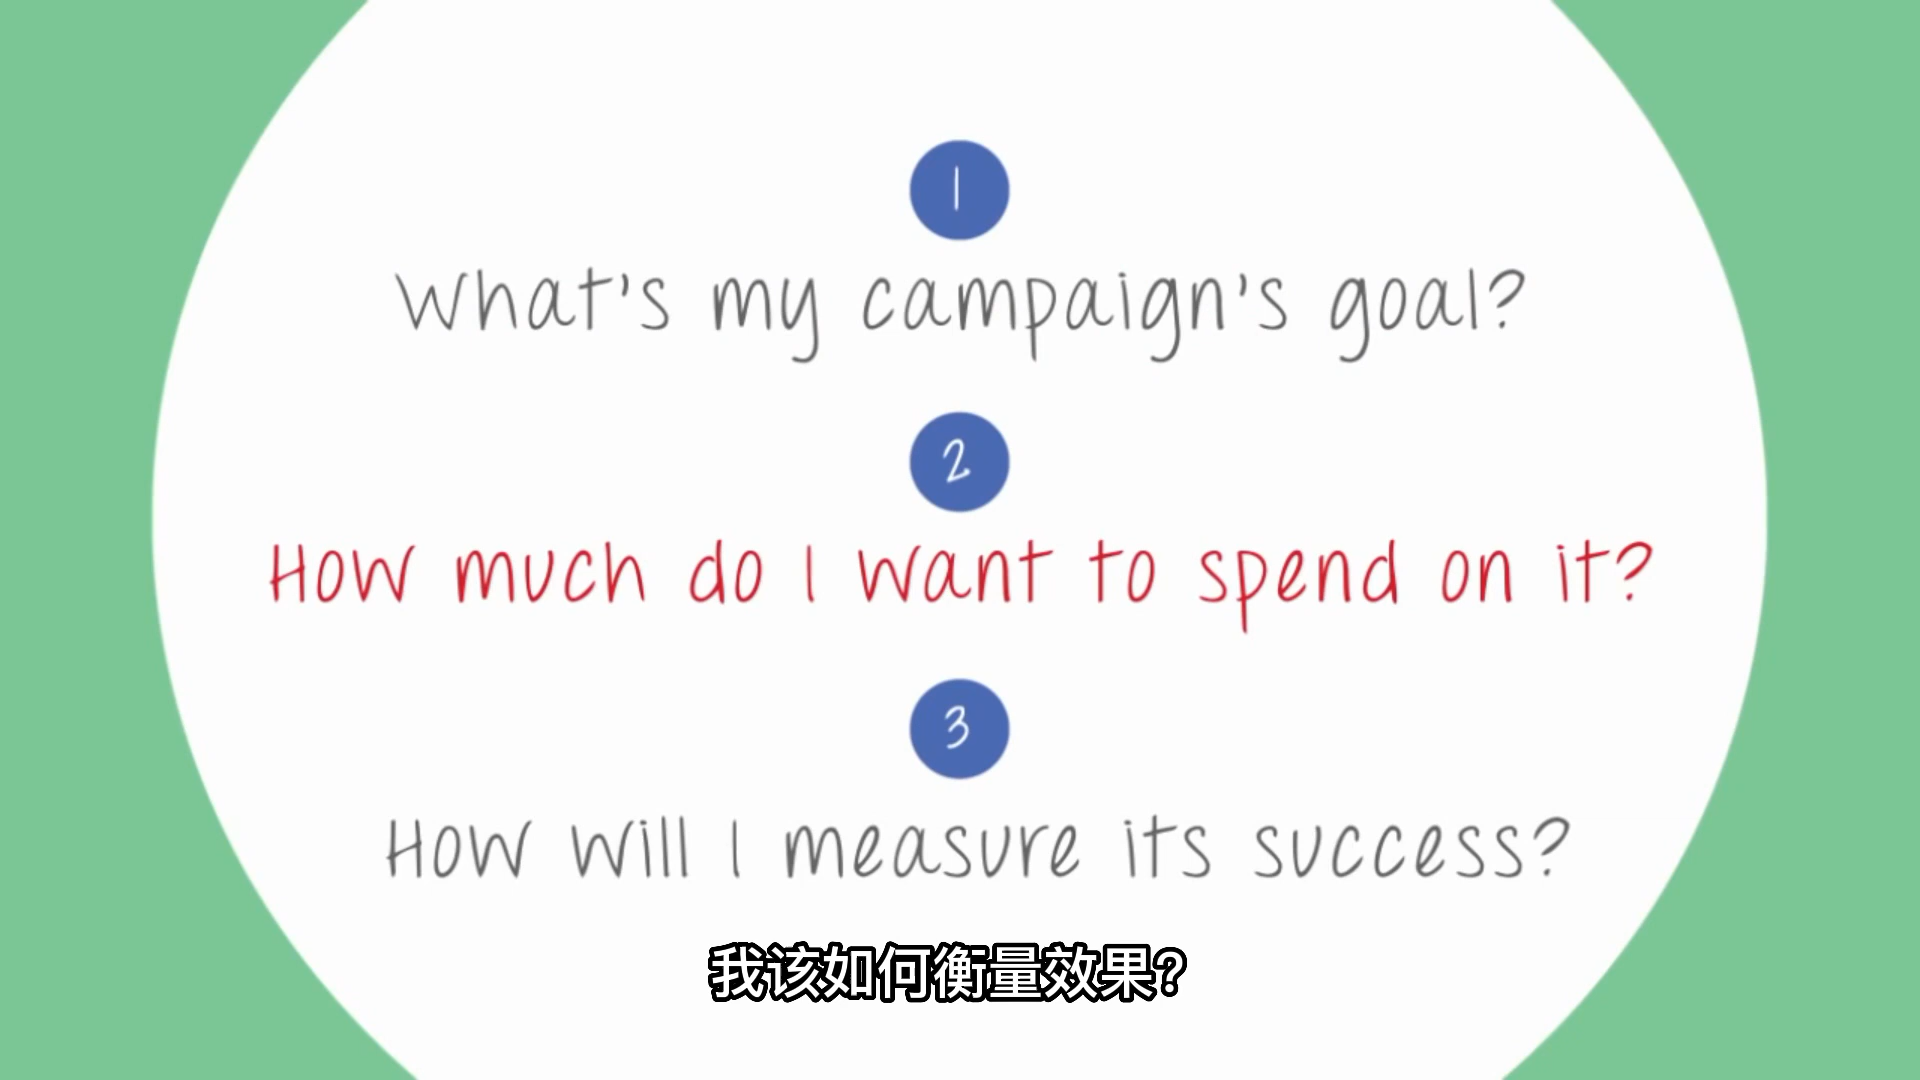 1
What's my campaign's goal?
2
How much do I want to spend on it?
3
How will I measure its success?
我该如何衡量效果?